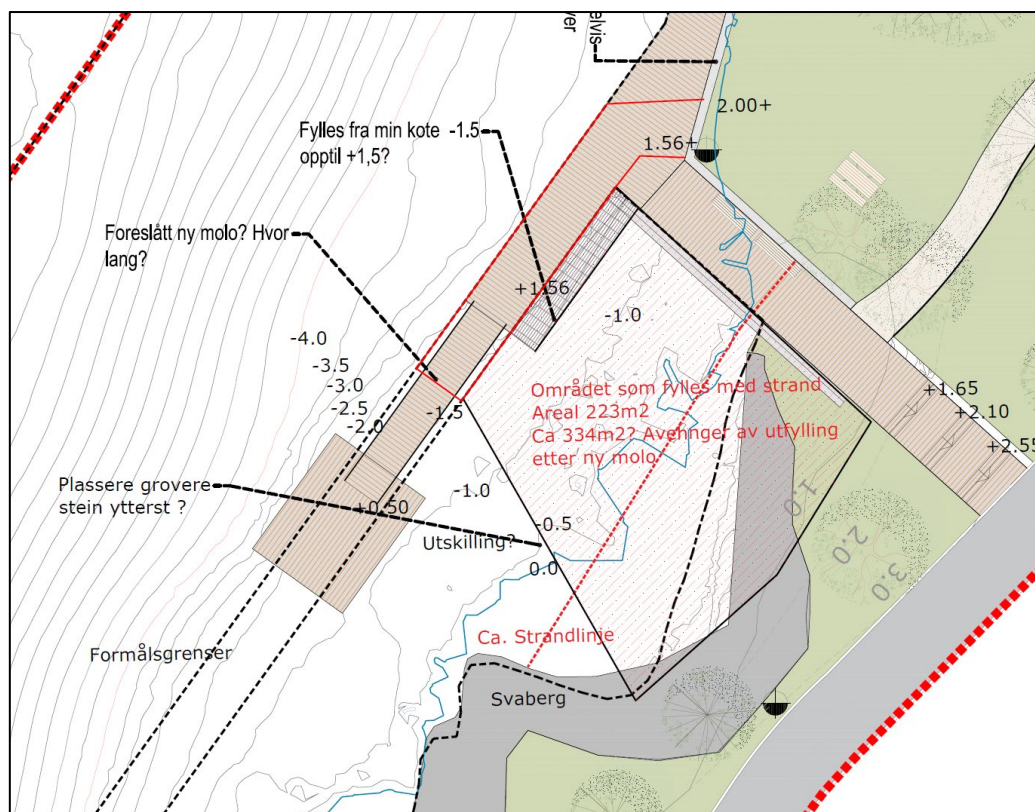 elvis
ver
2.00+
1.56+
Fylles fra min kote -1.5
opptil +1,5?
Foreslått ny molo? Hvor
lang?
+1.56
-1.0
-4.0
-3.5
-3.0
-2.5
-2.0
-1.5
Området som fylles med strand
Areal 223m2
Ca 334m2? Avehnger av utfylling
etter ny molo
+1.65
+2.10
+2.55
Plassere grovere
stein ytterst ?
-1.0
+0.50
-0.5
Utskilling?
0.0
1.0
2.0
3.0
Ca. Strandlinje
Formålsgrenser
Svaberg